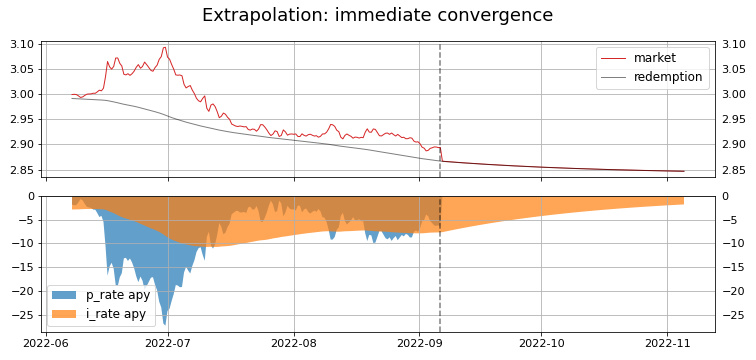 Extrapolation: immediate convergence
3.10 3.10
3.05 market 3.05
3.00 redemption 3.00
2.95 2.95
2.90 2.90
2.85 2.85
0 0
−5 −5
−10 −10
−15 −15
−20 p_rate apy −20
−25 i_rate apy −25
2022-06 2022-07 2022-08 2022-09 2022-10 2022-11